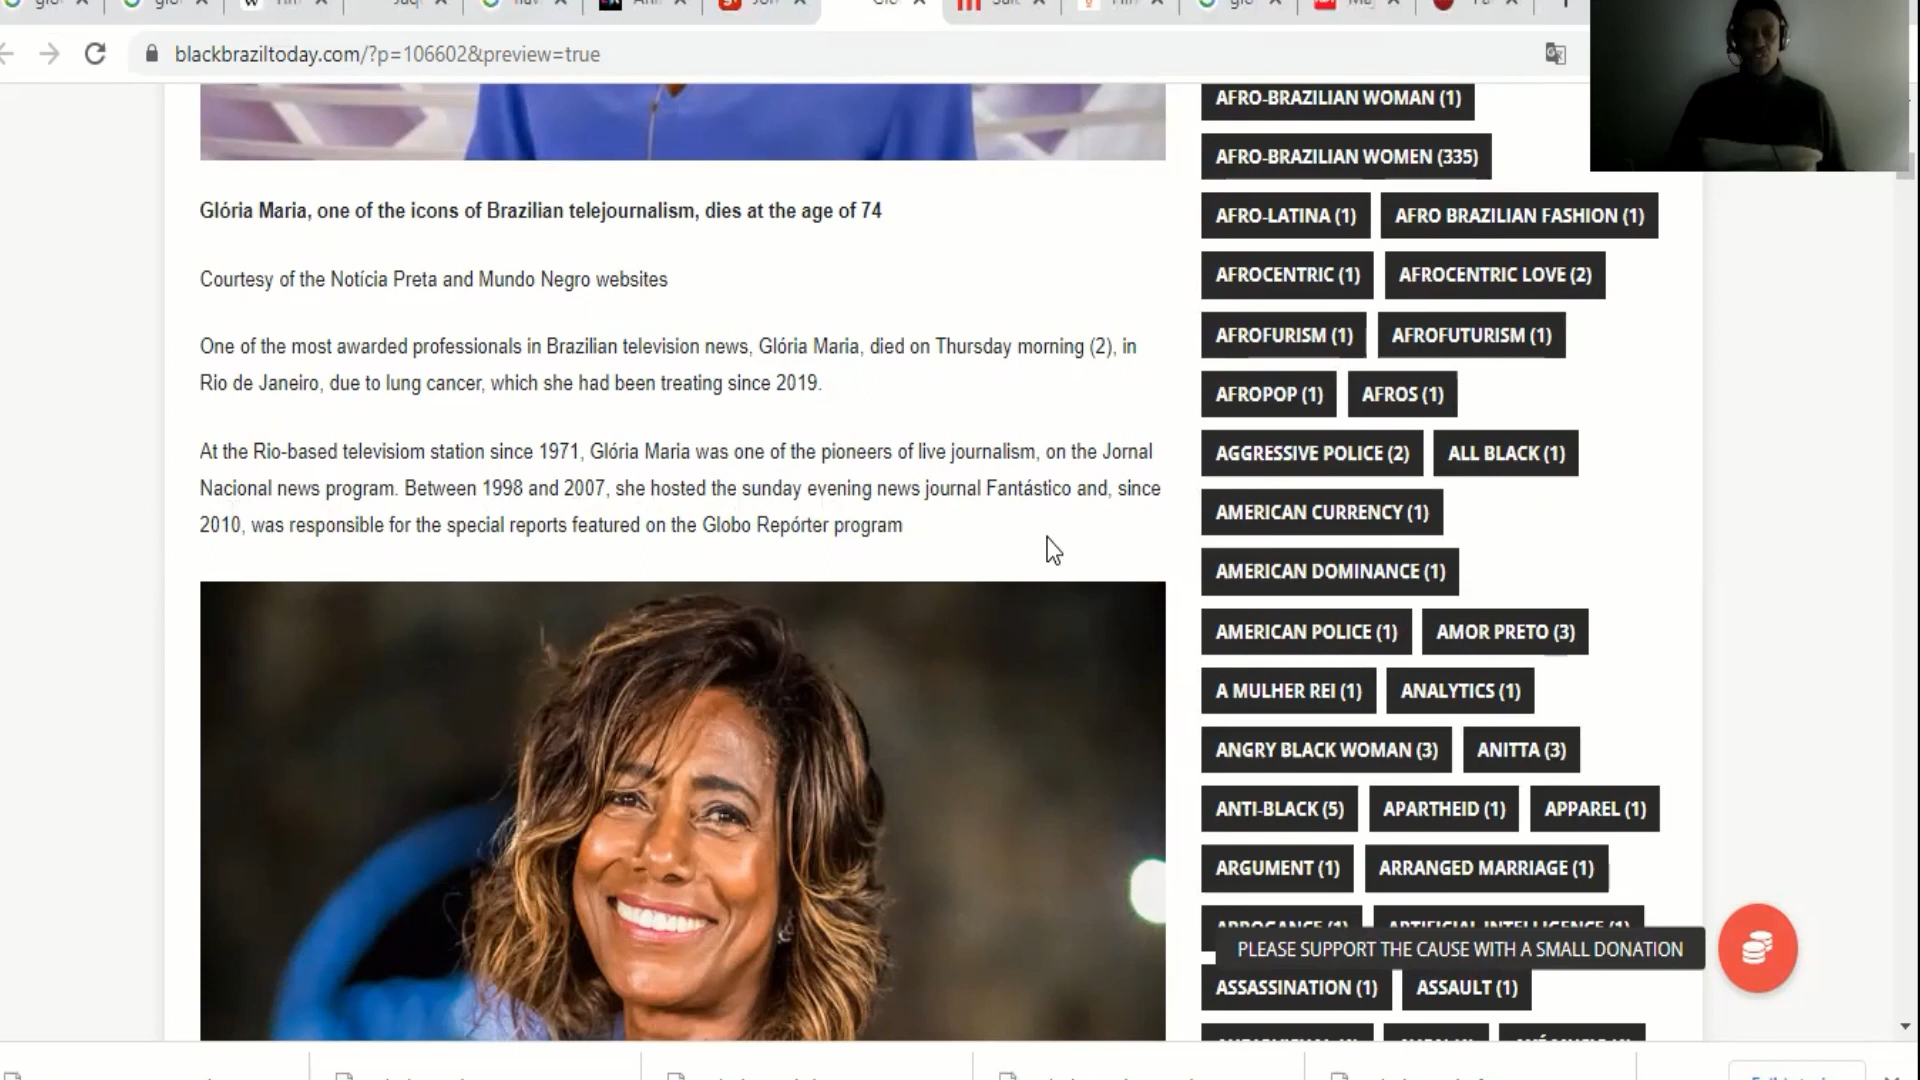 blackbraziltoday.com/?p=106602&preview=true
Glória Maria, one of the icons of Brazilian telejournalism, dies at the age of 74
Courtesy of the Notícia Preta and Mundo Negro websites
One of the most awarded professionals in Brazilian television news, Glória Maria, died on Thursday morning (2), in
Rio de Janeiro, due to lung cancer, which she had been treating since 2019.
At the Rio-based televisiom station since 1971, Glória Maria was one of the pioneers of live journalism, on the Jornal
Nacional news program. Between 1998 and 2007, she hosted the sunday evening news journal Fantástico and, since
2010, was responsible for the special reports featured on the Globo Repórter program
AFRO-BRAZILIAN WOMAN (1)
AFRO-BRAZILIAN WOMEN (335)
AFRO-LATINA (1) AFRO BRAZILIAN FASHION (1)
AFROCENTRIC (1) AFROCENTRIC LOVE (2)
AFROFURISM (1) AFROFUTURISM (1)
AFROPOP (1) AFROS (1)
AGGRESSIVE POLICE (2) ALL BLACK (1)
AMERICAN CURRENCY (1)
AMERICAN DOMINANCE (1)
AMERICAN POLICE (1) AMOR PRETO (3)
A MULHER REI (1) ANALYTICS (1)
ANGRY BLACK WOMAN (3) ANITTA (3)
ANTI-BLACK (5) APARTHEID (1) APPAREL (1)
ARGUMENT (1) ARRANGED MARRIAGE (1)
ARROGANCE (1) ARTIFICIAL INTELLIGENCE (1)
PLEASE SUPPORT THE CAUSE WITH A SMALL DONATION
ASSASSINATION (1) ASSAULT (1)